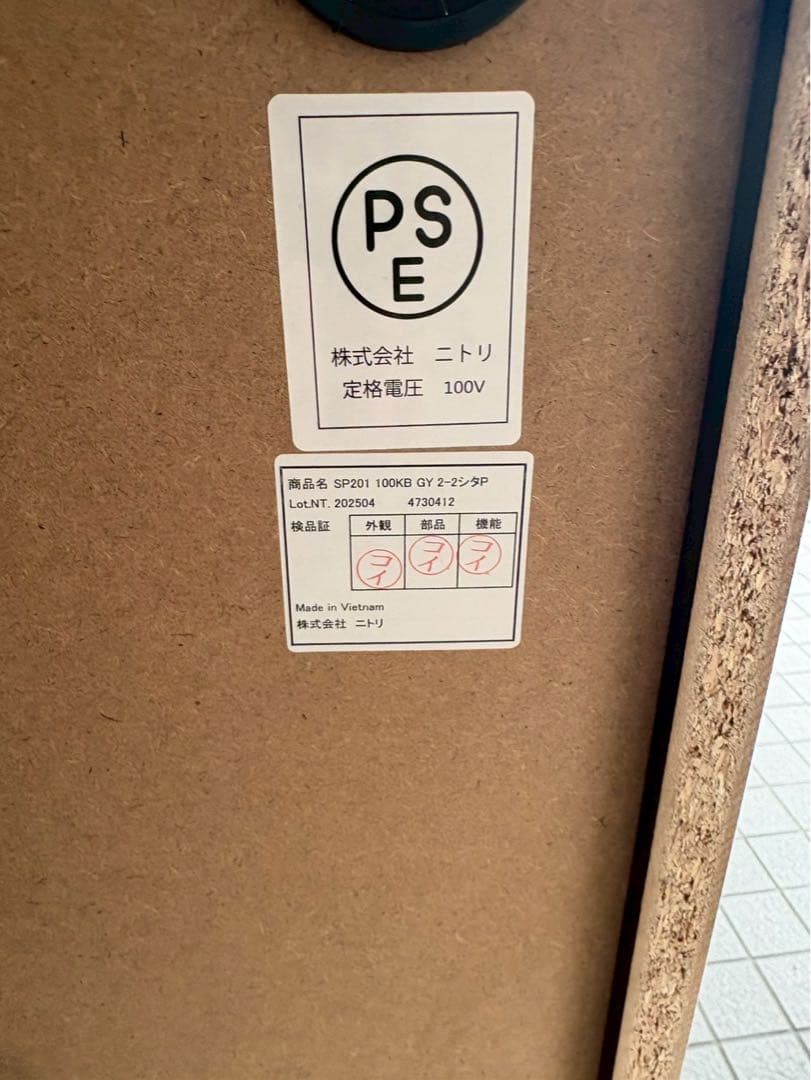 PS
E
株式会社 ニトリ
定格電圧 100V
商品名 SP201 100KB GY 2-2シタP
Lot.NT. 202504 4730412
検品証 外観 部品 機能
コイ コイ コイ
Made in Vietnam
株式会社 ニトリ